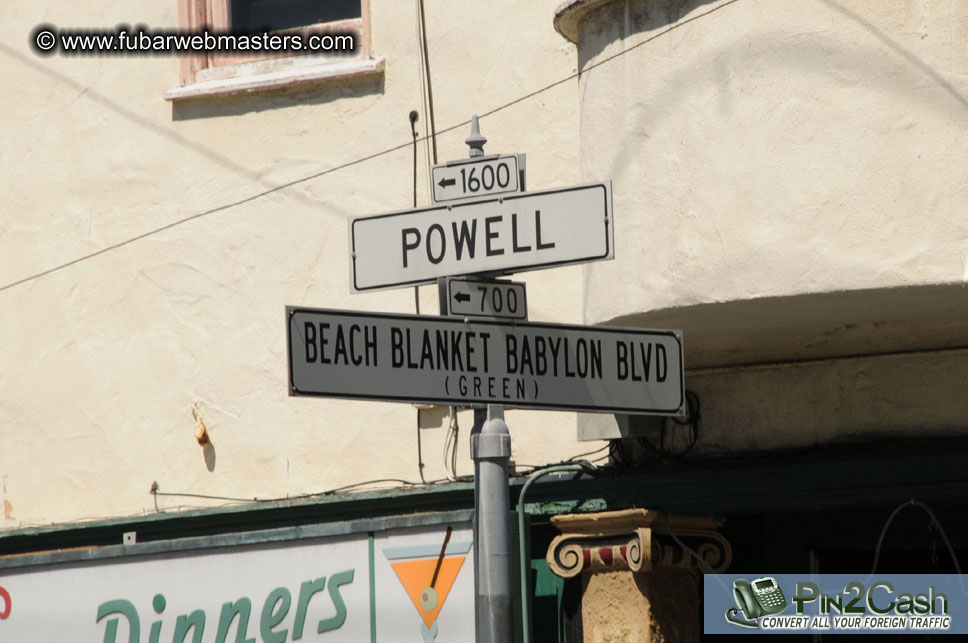 © www.fubarwebmasters.com
← 1600
POWELL
← 700
BEACH BLANKET BABYLON BLVD
(GREEN)
Dinners
Pin2Cash
CONVERT ALL YOUR FOREIGN TRAFFIC